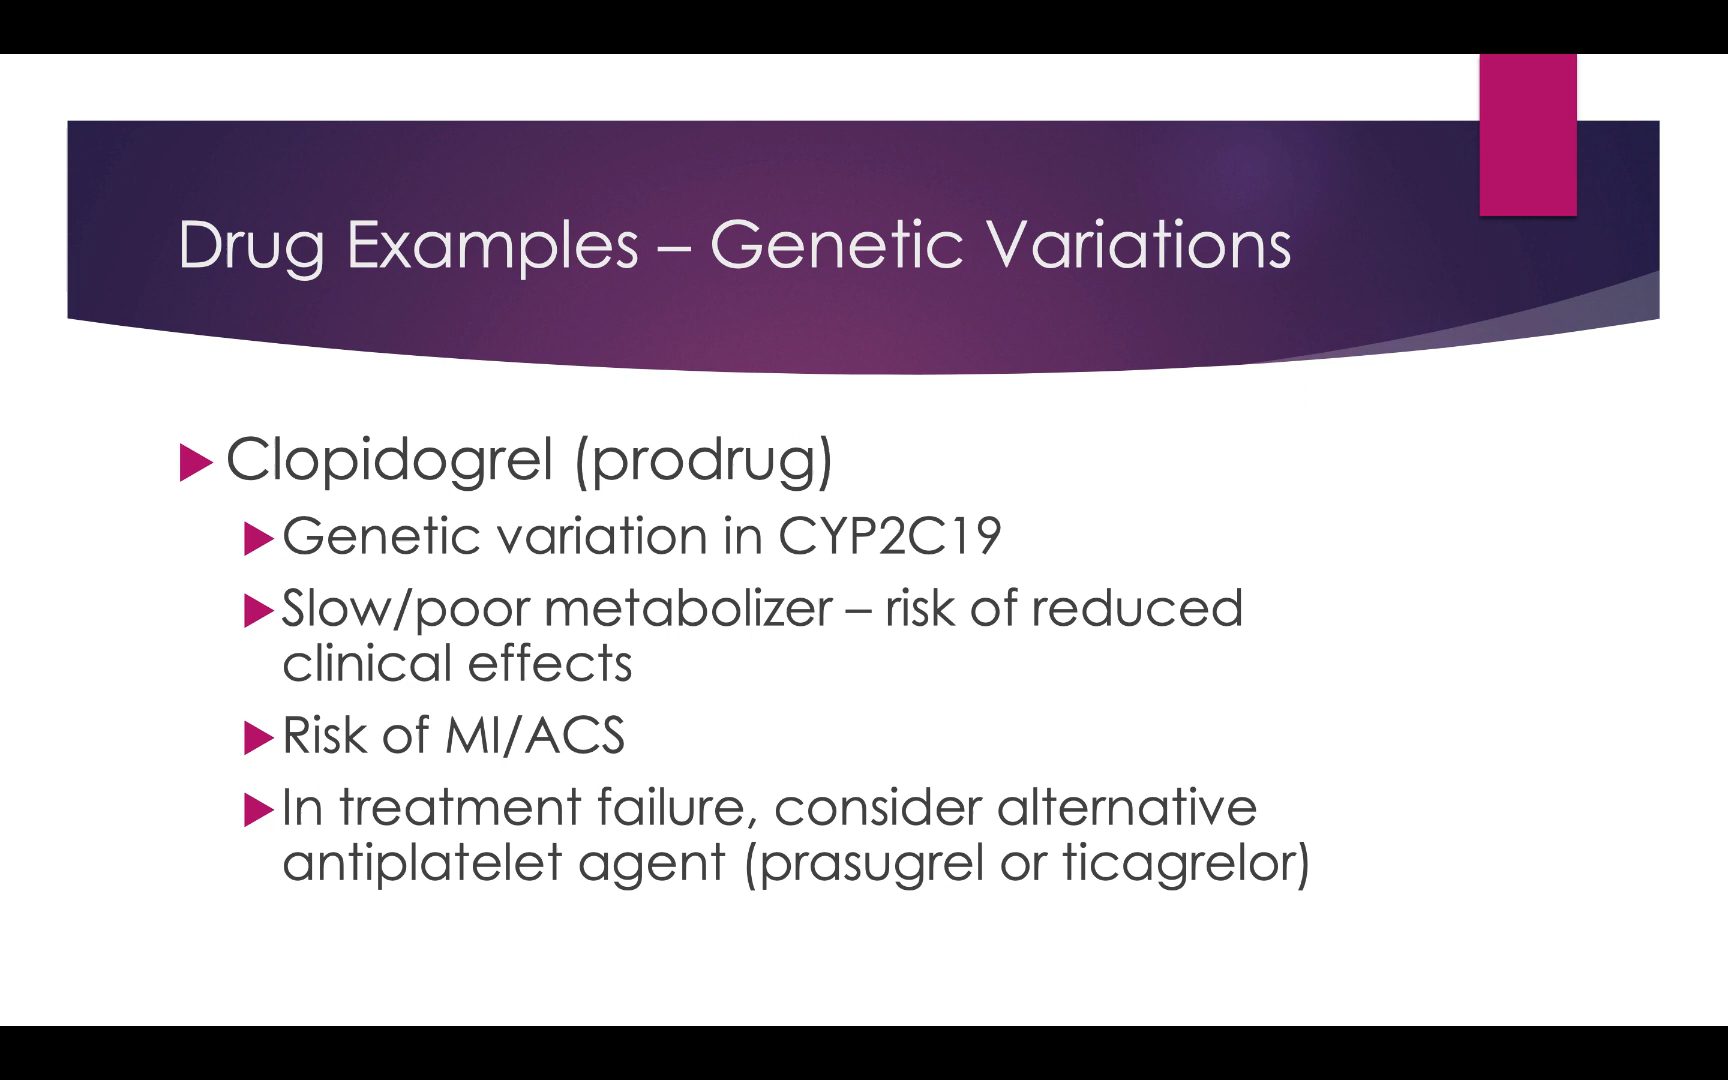 Drug Examples – Genetic Variations
Clopidogrel (prodrug)
Genetic variation in CYP2C19
Slow/poor metabolizer – risk of reduced
clinical effects
Risk of MI/ACS
In treatment failure, consider alternative
antiplatelet agent (prasugrel or ticagrelor)